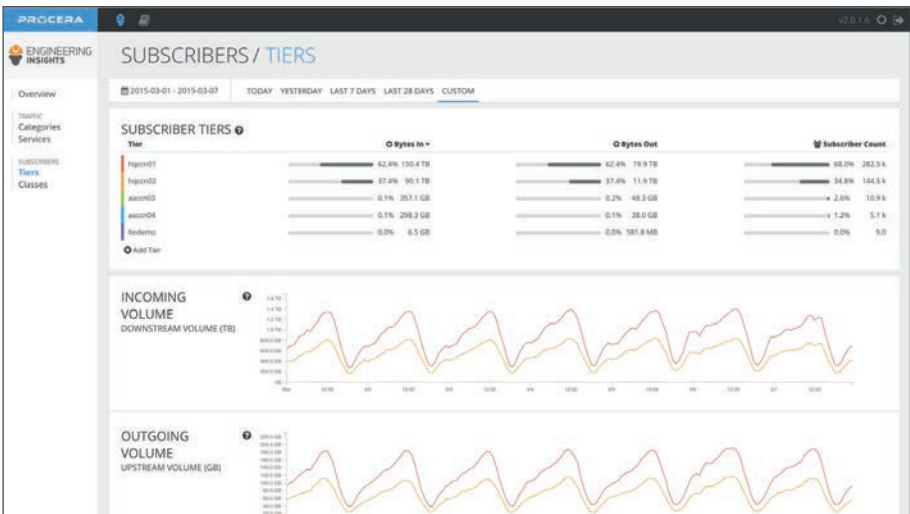 PROCERA
v2.0.1.6
ENGINEERING
INSIGHTS
SUBSCRIBERS / TIERS
Overview
TRAFFIC
Categories
Services
SUBSCRIBERS
Tiers
Classes
2015-03-01 - 2015-03-07 TODAY YESTERDAY LAST 7 DAYS LAST 28 DAYS CUSTOM
SUBSCRIBER TIERS
Tier Bytes In Bytes Out Subscriber Count
62.4% 150.4 TB 62.4% 19.9 TB 68.0% 282.5 k
37.4% 90.1 TB 37.4% 11.9 TB 34.8% 144.5 k
aaccn03 0.1% 357.1 GB 0.2% 48.3 GB 2.6% 10.9 k
aaccn04 0.1% 298.3 GB 0.1% 38.0 GB 1.2% 5.1 k
0.0% 6.5 GB 0.0% 581.8 MB 0.0% 9.0
Add Tier
INCOMING
VOLUME
DOWNSTREAM VOLUME (TB)
OUTGOING
VOLUME
UPSTREAM VOLUME (GB)